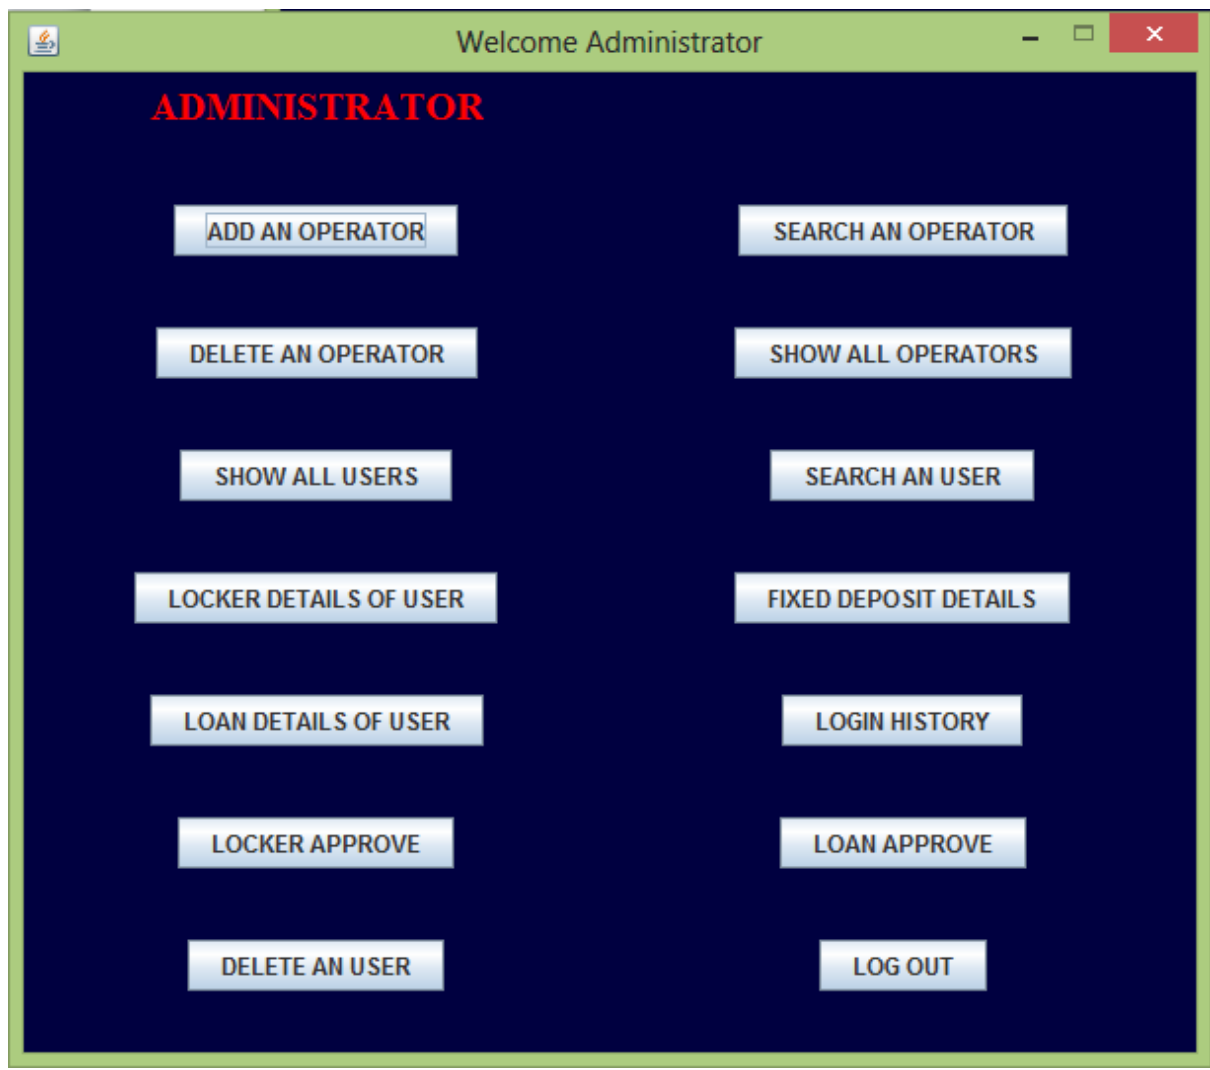 Welcome Administrator
ADMINISTRATOR
ADD AN OPERATOR
SEARCH AN OPERATOR
DELETE AN OPERATOR
SHOW ALL OPERATORS
SHOW ALL USERS
SEARCH AN USER
LOCKER DETAILS OF USER
FIXED DEPOSIT DETAILS
LOAN DETAILS OF USER
LOGIN HISTORY
LOCKER APPROVE
LOAN APPROVE
DELETE AN USER
LOG OUT